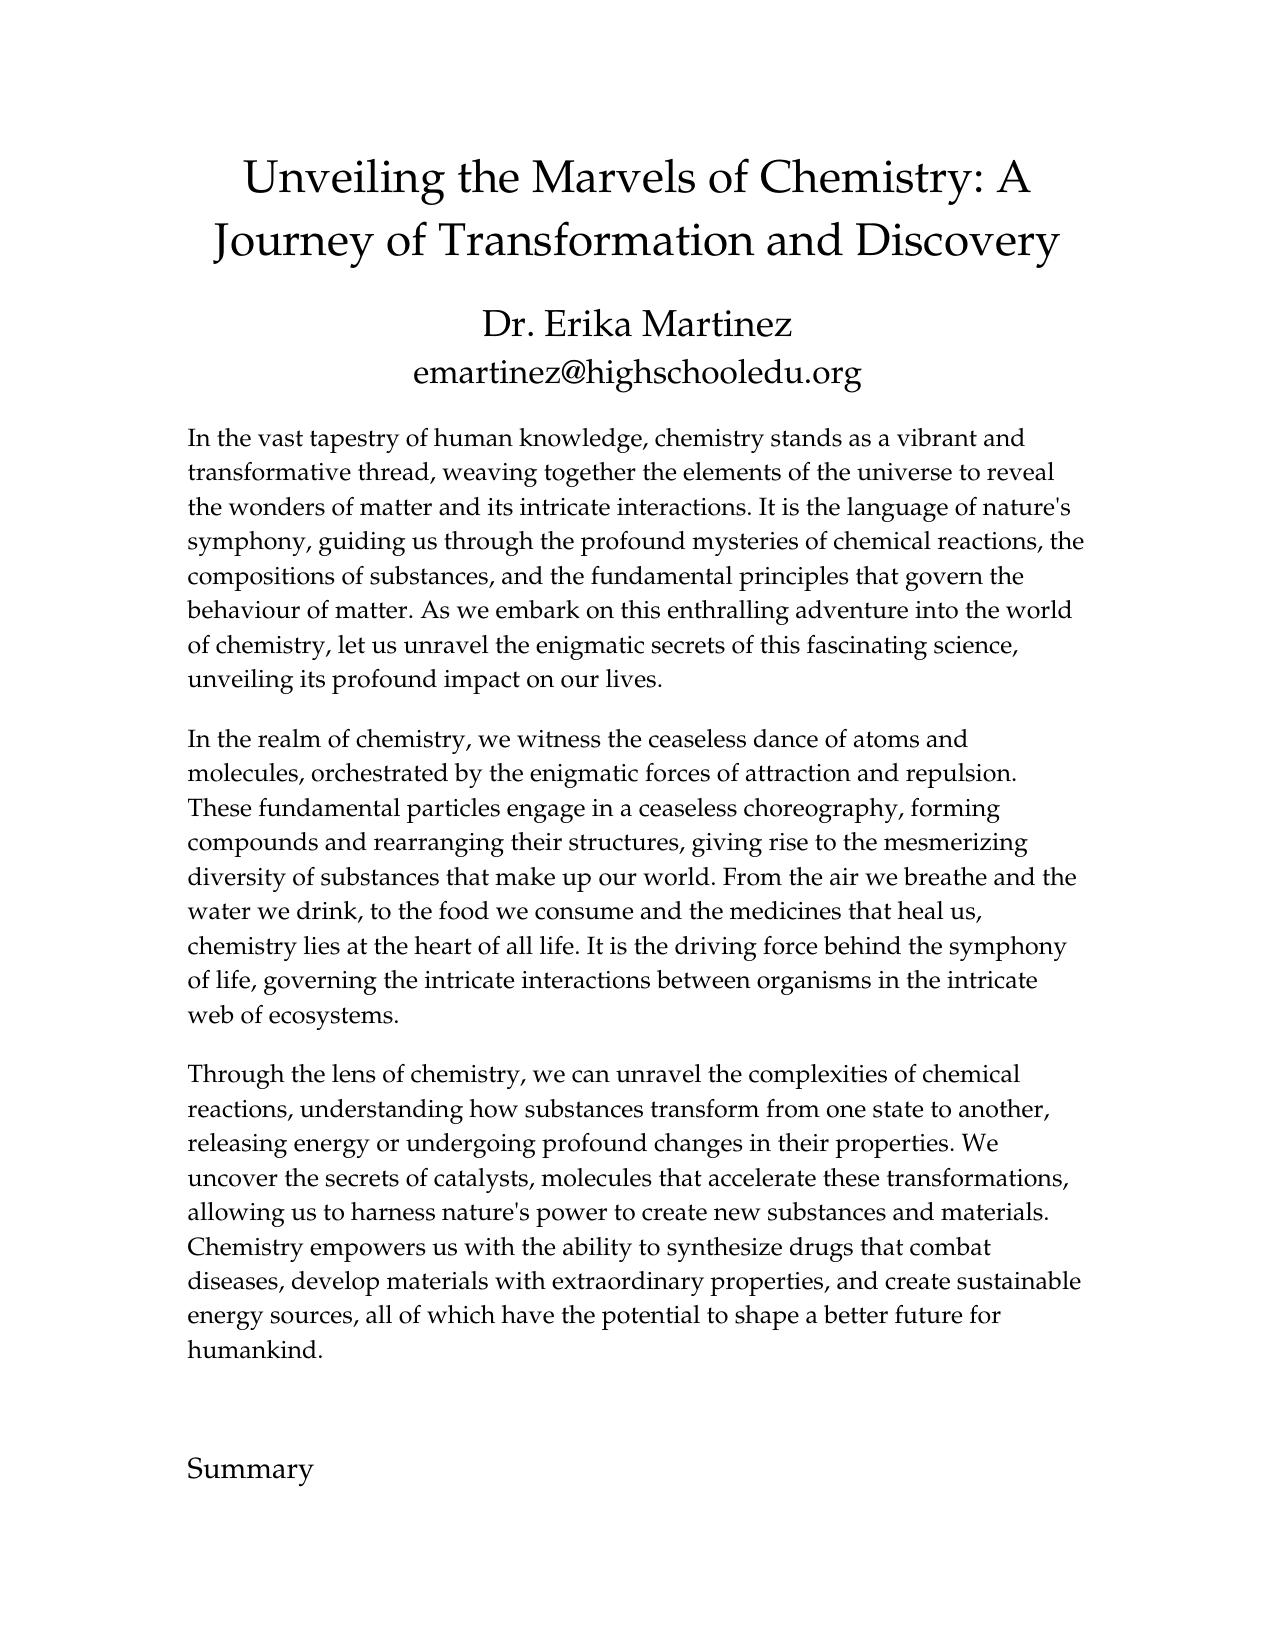 Unveiling the Marvels of Chemistry: A
Journey of Transformation and Discovery
Dr. Erika Martinez
emartinez@highschooledu.org
In the vast tapestry of human knowledge, chemistry stands as a vibrant and
transformative thread, weaving together the elements of the universe to reveal
the wonders of matter and its intricate interactions. It is the language of nature's
symphony, guiding us through the profound mysteries of chemical reactions, the
compositions of substances, and the fundamental principles that govern the
behaviour of matter. As we embark on this enthralling adventure into the world
of chemistry, let us unravel the enigmatic secrets of this fascinating science,
unveiling its profound impact on our lives.
In the realm of chemistry, we witness the ceaseless dance of atoms and
molecules, orchestrated by the enigmatic forces of attraction and repulsion.
These fundamental particles engage in a ceaseless choreography, forming
compounds and rearranging their structures, giving rise to the mesmerizing
diversity of substances that make up our world. From the air we breathe and the
water we drink, to the food we consume and the medicines that heal us,
chemistry lies at the heart of all life. It is the driving force behind the symphony
of life, governing the intricate interactions between organisms in the intricate
web of ecosystems.
Through the lens of chemistry, we can unravel the complexities of chemical
reactions, understanding how substances transform from one state to another,
releasing energy or undergoing profound changes in their properties. We
uncover the secrets of catalysts, molecules that accelerate these transformations,
allowing us to harness nature's power to create new substances and materials.
Chemistry empowers us with the ability to synthesize drugs that combat
diseases, develop materials with extraordinary properties, and create sustainable
energy sources, all of which have the potential to shape a better future for
humankind.
Summary